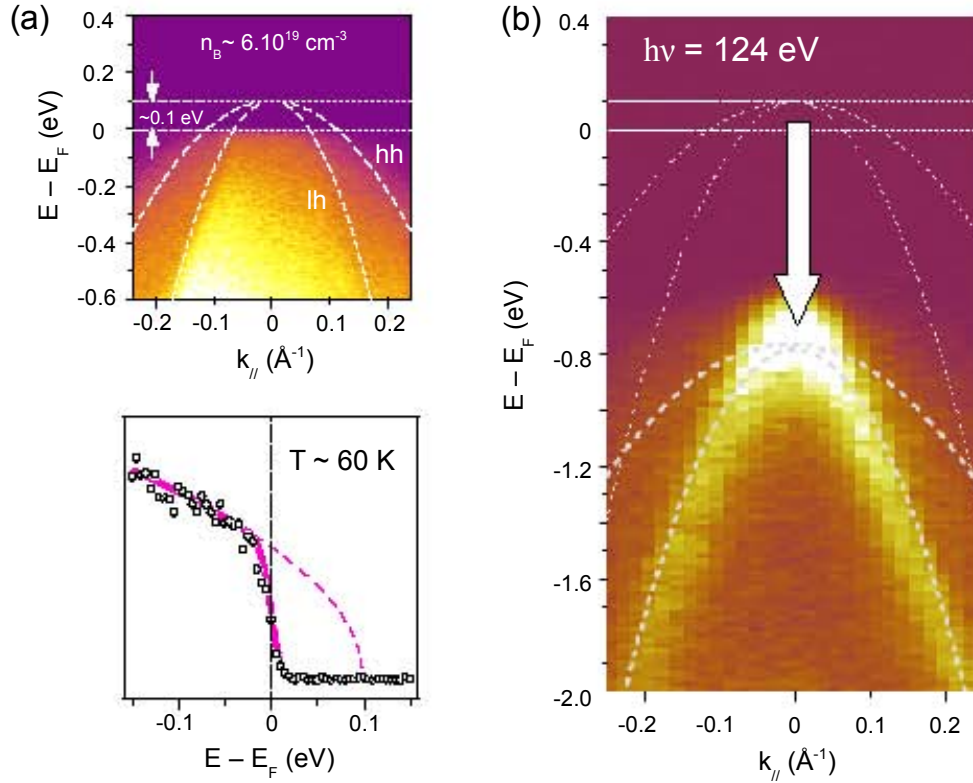 (a)
n_B~ 6.10^19 cm^-3
0.4
0.2
0
-0.2
-0.4
-0.6
~0.1 eV
hh
lh
E – E_F (eV)
-0.2 -0.1 0 0.1 0.2
k_// (Å^-1)
T ~ 60 K
-0.1 0 0.1
E – E_F (eV)
(b)
hν = 124 eV
0.4
0
-0.4
-0.8
-1.2
-1.6
-2.0
E – E_F (eV)
-0.2 -0.1 0 0.1 0.2
k_// (Å^-1)